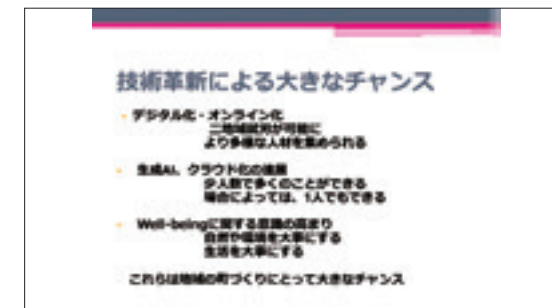 技術革新による大きなチャンス
・デジタル化・オンライン化
二地域就労が可能に
より多様な人材を集められる
・生成AI、クラウド化の進展
少人数で多くのことができる
場合によっては、1人でもできる
・Well-beingに関する意識の高まり
自然や環境を大事にする
生活を大事にする
これらは地域の町づくりにとって大きなチャンス